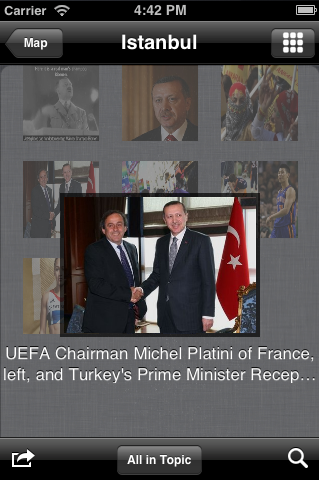 Carrier
4:42 PM
Map
Istanbul
UEFA Chairman Michel Platini of France,
left, and Turkey's Prime Minister Recep...
All in Topic